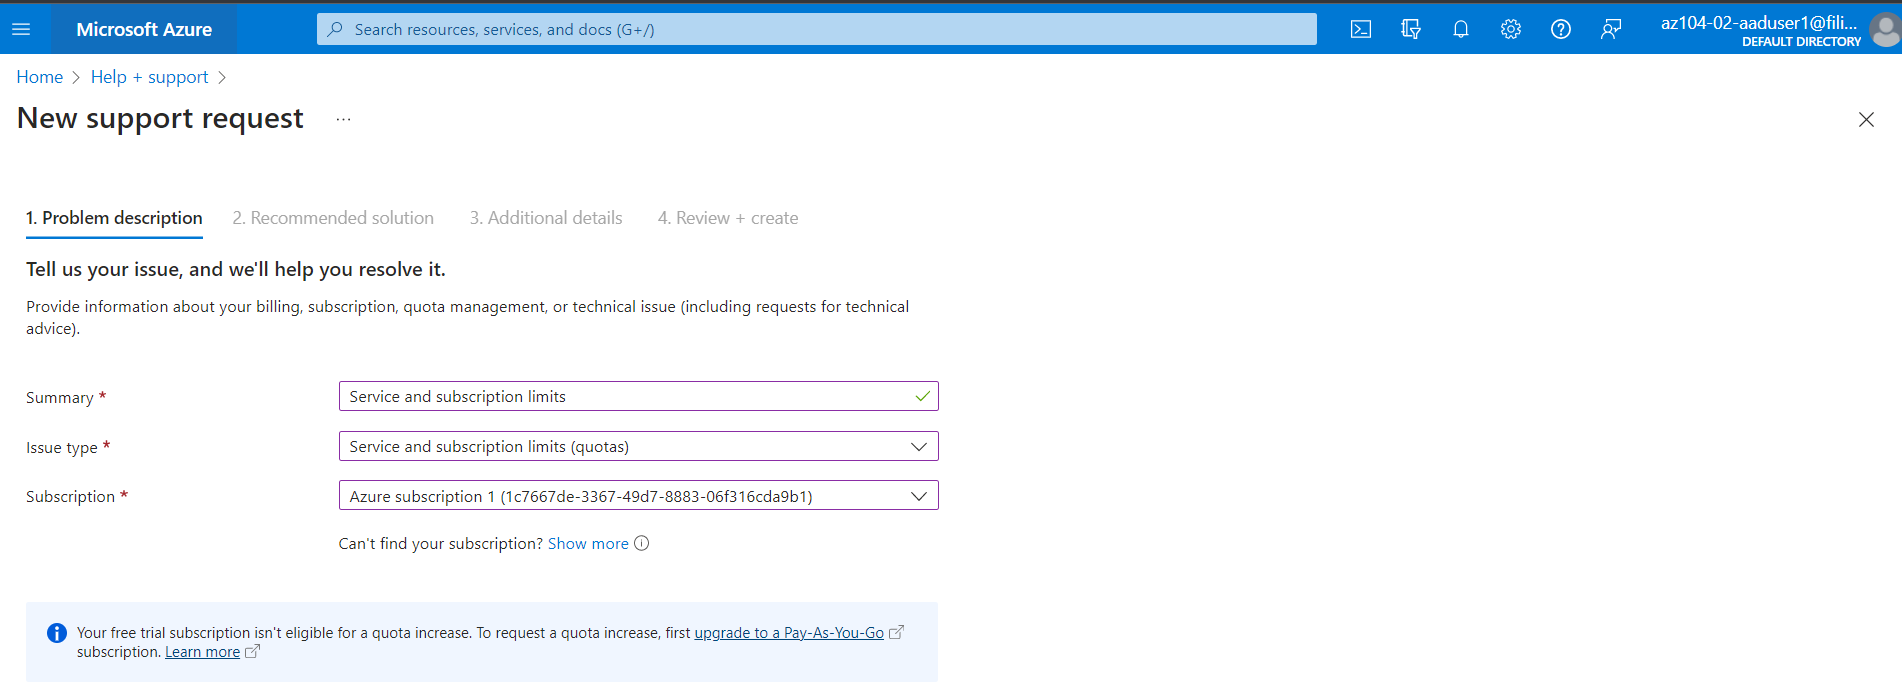 Microsoft Azure
Search resources, services, and docs (G+/)
az104-02-aaduser1@fili...
DEFAULT DIRECTORY
Home > Help + support >
New support request ...
1. Problem description
2. Recommended solution
3. Additional details
4. Review + create
Tell us your issue, and we'll help you resolve it.
Provide information about your billing, subscription, quota management, or technical issue (including requests for technical
advice).
Summary *
Service and subscription limits
Issue type *
Service and subscription limits (quotas)
Subscription *
Azure subscription 1 (1c7667de-3367-49d7-8883-06f316cda9b1)
Can't find your subscription? Show more
Your free trial subscription isn't eligible for a quota increase. To request a quota increase, first upgrade to a Pay-As-You-Go
subscription. Learn more